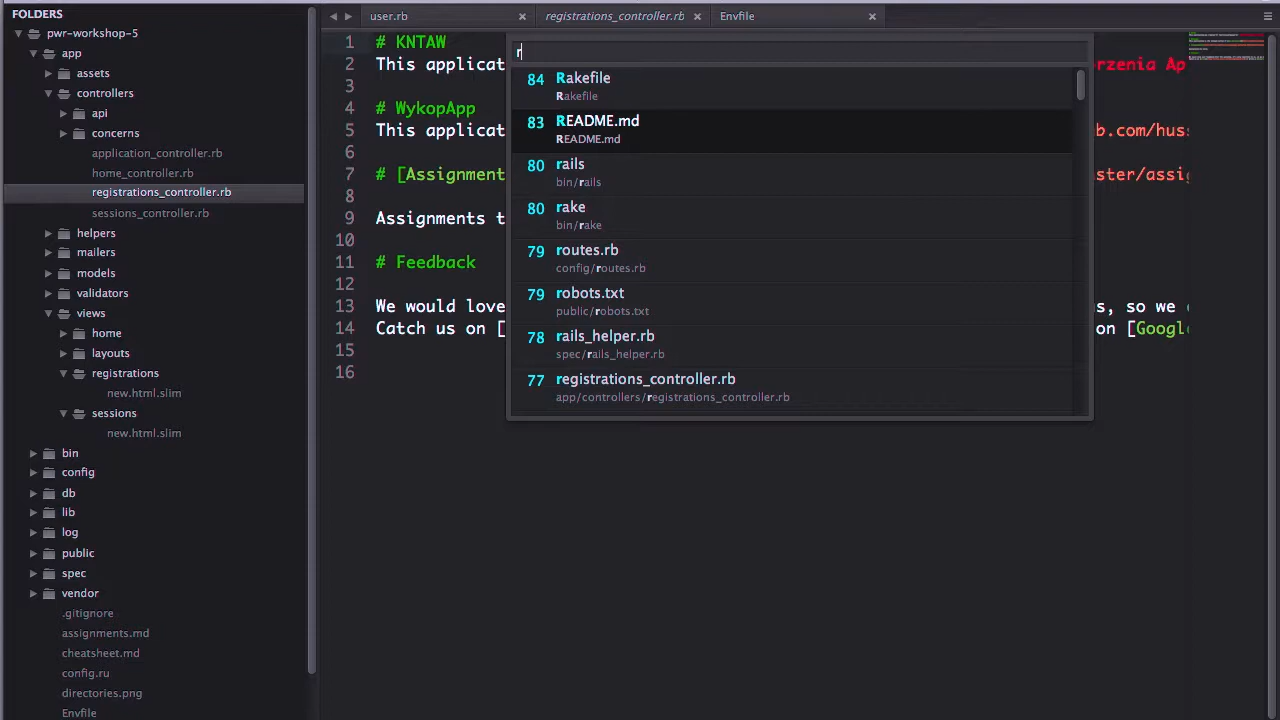 FOLDERS
pwr-workshop-5
app
assets
controllers
api
concerns
application_controller.rb
home_controller.rb
registrations_controller.rb
sessions_controller.rb
helpers
mailers
models
validators
views
home
layouts
registrations
new.html.slim
sessions
new.html.slim
bin
config
db
lib
log
public
spec
vendor
.gitignore
assignments.md
cheatsheet.md
config.ru
directories.png
Envfile
user.rb
registrations_controller.rb
Envfile
1 # KNTAW
2 This applicat orzenia Ap
3
4 # WykopApp
5 This applicat b.com/huss
6
7 # [Assignment ster/assig
8
9 Assignments t
10
11 # Feedback
12
13 We would love s, so we
14 Catch us on [ on [Google
15
16
r
84 Rakefile
Rakefile
83 README.md
README.md
80 rails
bin/rails
80 rake
bin/rake
79 routes.rb
config/routes.rb
79 robots.txt
public/robots.txt
78 rails_helper.rb
spec/rails_helper.rb
77 registrations_controller.rb
app/controllers/registrations_controller.rb